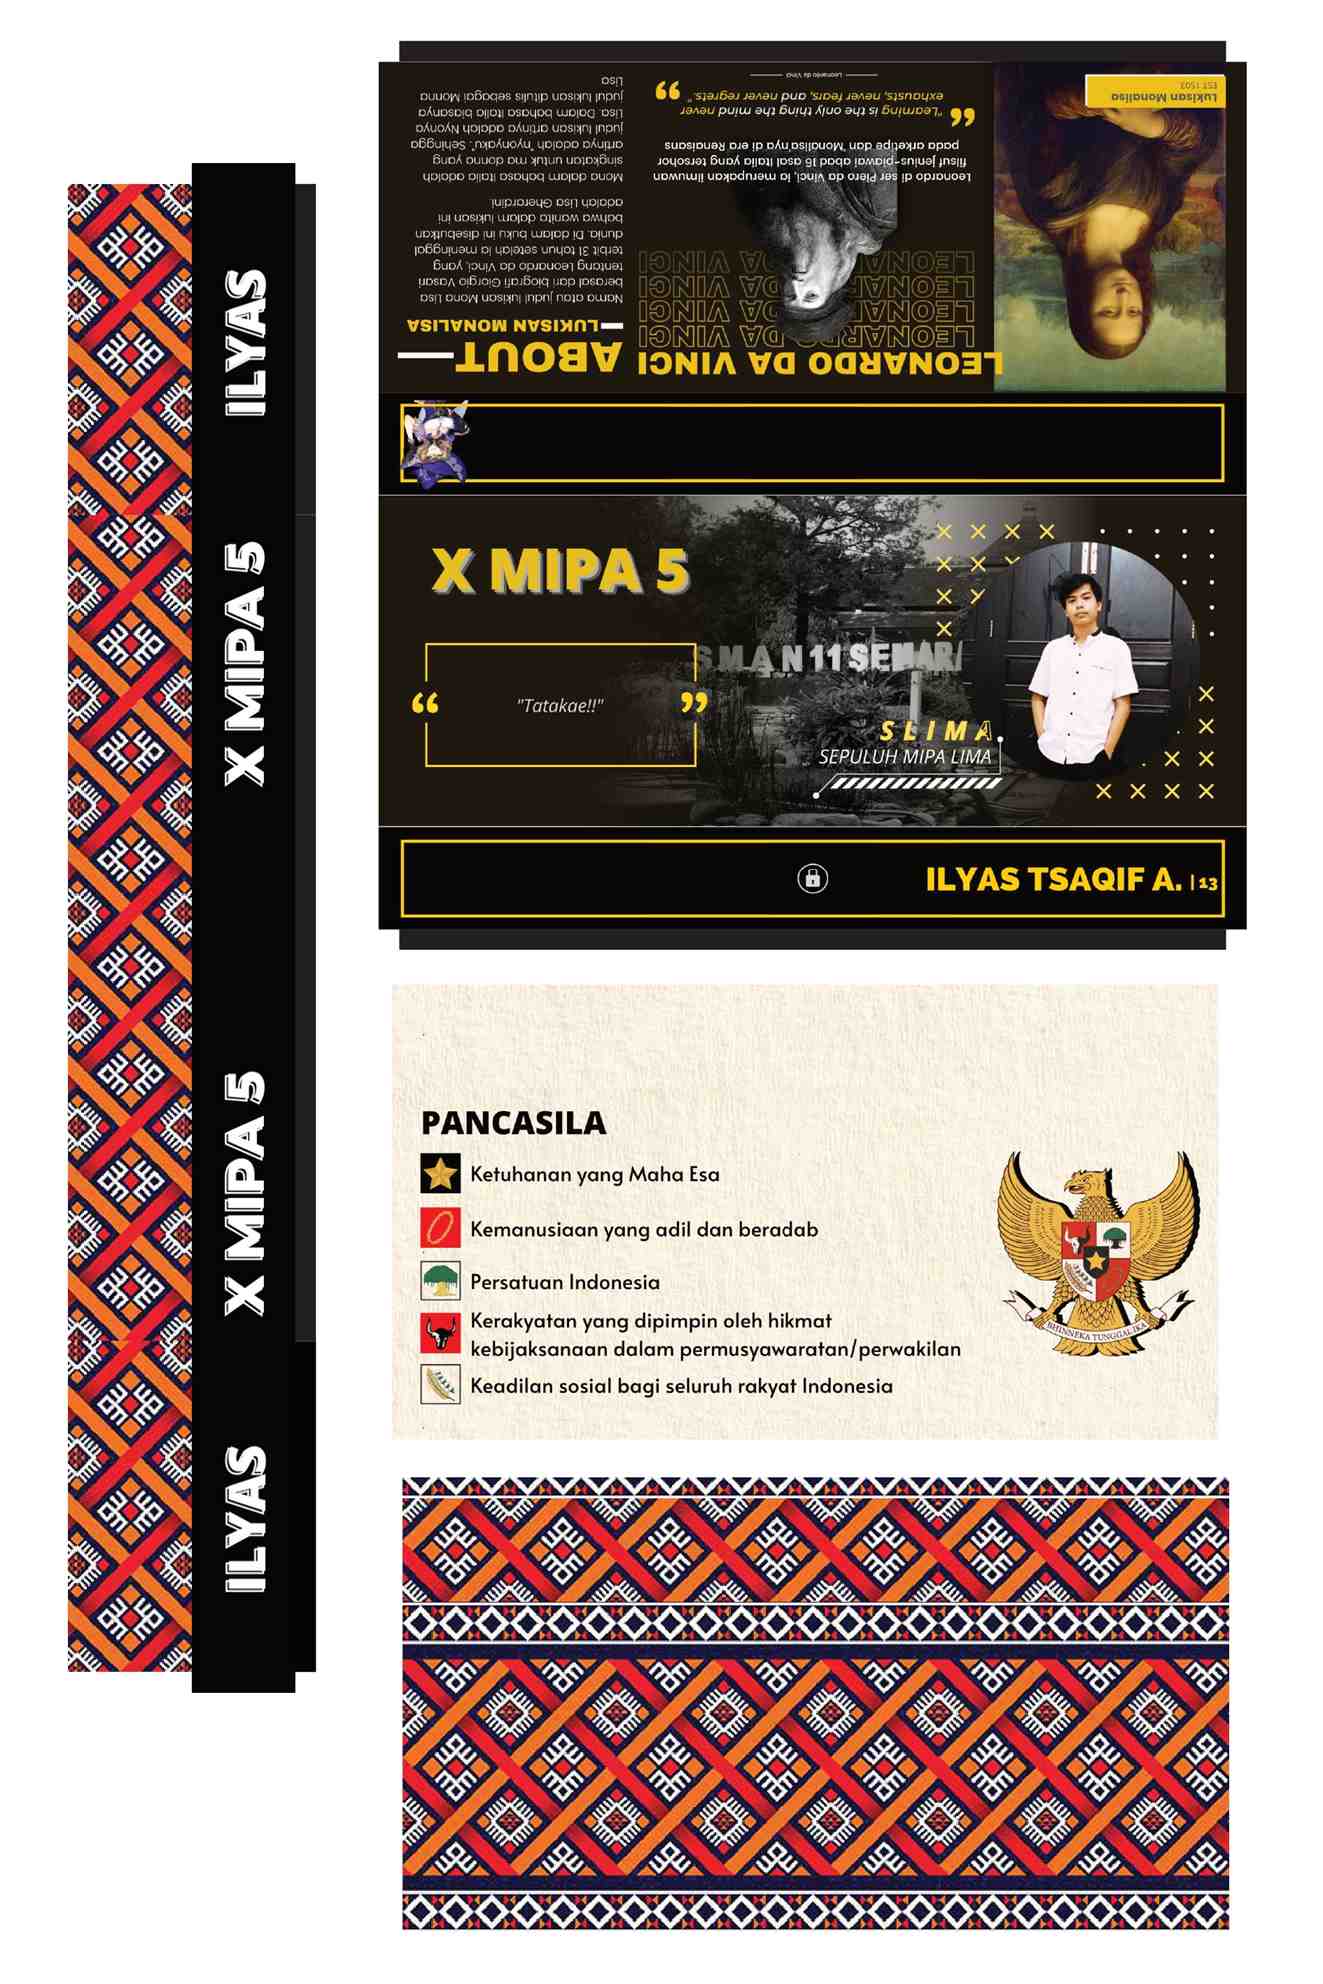 ILYAS
X MIPA 5
X MIPA 5
ILYAS
LEONARDO DA VINCI
LEONARDO DA VINCI
LEONARDO DA VINCI
LEONARDO DA VINCI
LEONARDO DA VINCI
Leonardo di ser Piero da Vinci, ia merupakan ilmuwan
filsuf jenius-piawai abad 16 asal Italia yang tersohor
pada arketipe dan "Monalisa"nya di era Renaisans
"Learning is the only thing the mind never
exhausts, never fears, and never regrets."
Leonardo da Vinci
Lukisan Monalisa
EST 1503
ABOUT
LUKISAN MONALISA
Nama atau judul lukisan Mona Lisa
berasal dari biografi Giorgio Vasari
tentang Leonardo da Vinci, yang
terbit 31 tahun setelah ia meninggal
dunia. Di dalam buku ini disebutkan
bahwa wanita dalam lukisan ini
adalah Lisa Gherardini.
Mona dalam bahasa Italia adalah
singkatan untuk ma donna yang
artinya adalah "nyonyaku". Sehingga
judul lukisan artinya adalah Nyonya
Lisa. Dalam bahasa Italia biasanya
judul lukisan ditulis sebagai Monna
Lisa
X MIPA 5
"Tatakae!!"
SMAN 11 SEMAR
SLIMA
SEPULUH MIPA LIMA
ILYAS TSAQIF A. | 13
PANCASILA
Ketuhanan yang Maha Esa
Kemanusiaan yang adil dan beradab
Persatuan Indonesia
Kerakyatan yang dipimpin oleh hikmat
kebijaksanaan dalam permusyawaratan/perwakilan
Keadilan sosial bagi seluruh rakyat Indonesia
BHINNEKA TUNGGAL IKA